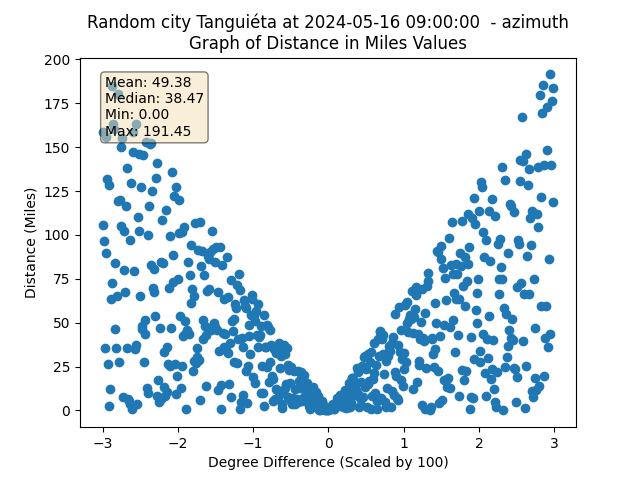 Random city Tanguiéta at 2024-05-16 09:00:00  - azimuth
Graph of Distance in Miles Values
Mean: 49.38
Median: 38.47
Min: 0.00
Max: 191.45
Distance (Miles)
200
175
150
125
100
75
50
25
0
−3 −2 −1 0 1 2 3
Degree Difference (Scaled by 100)